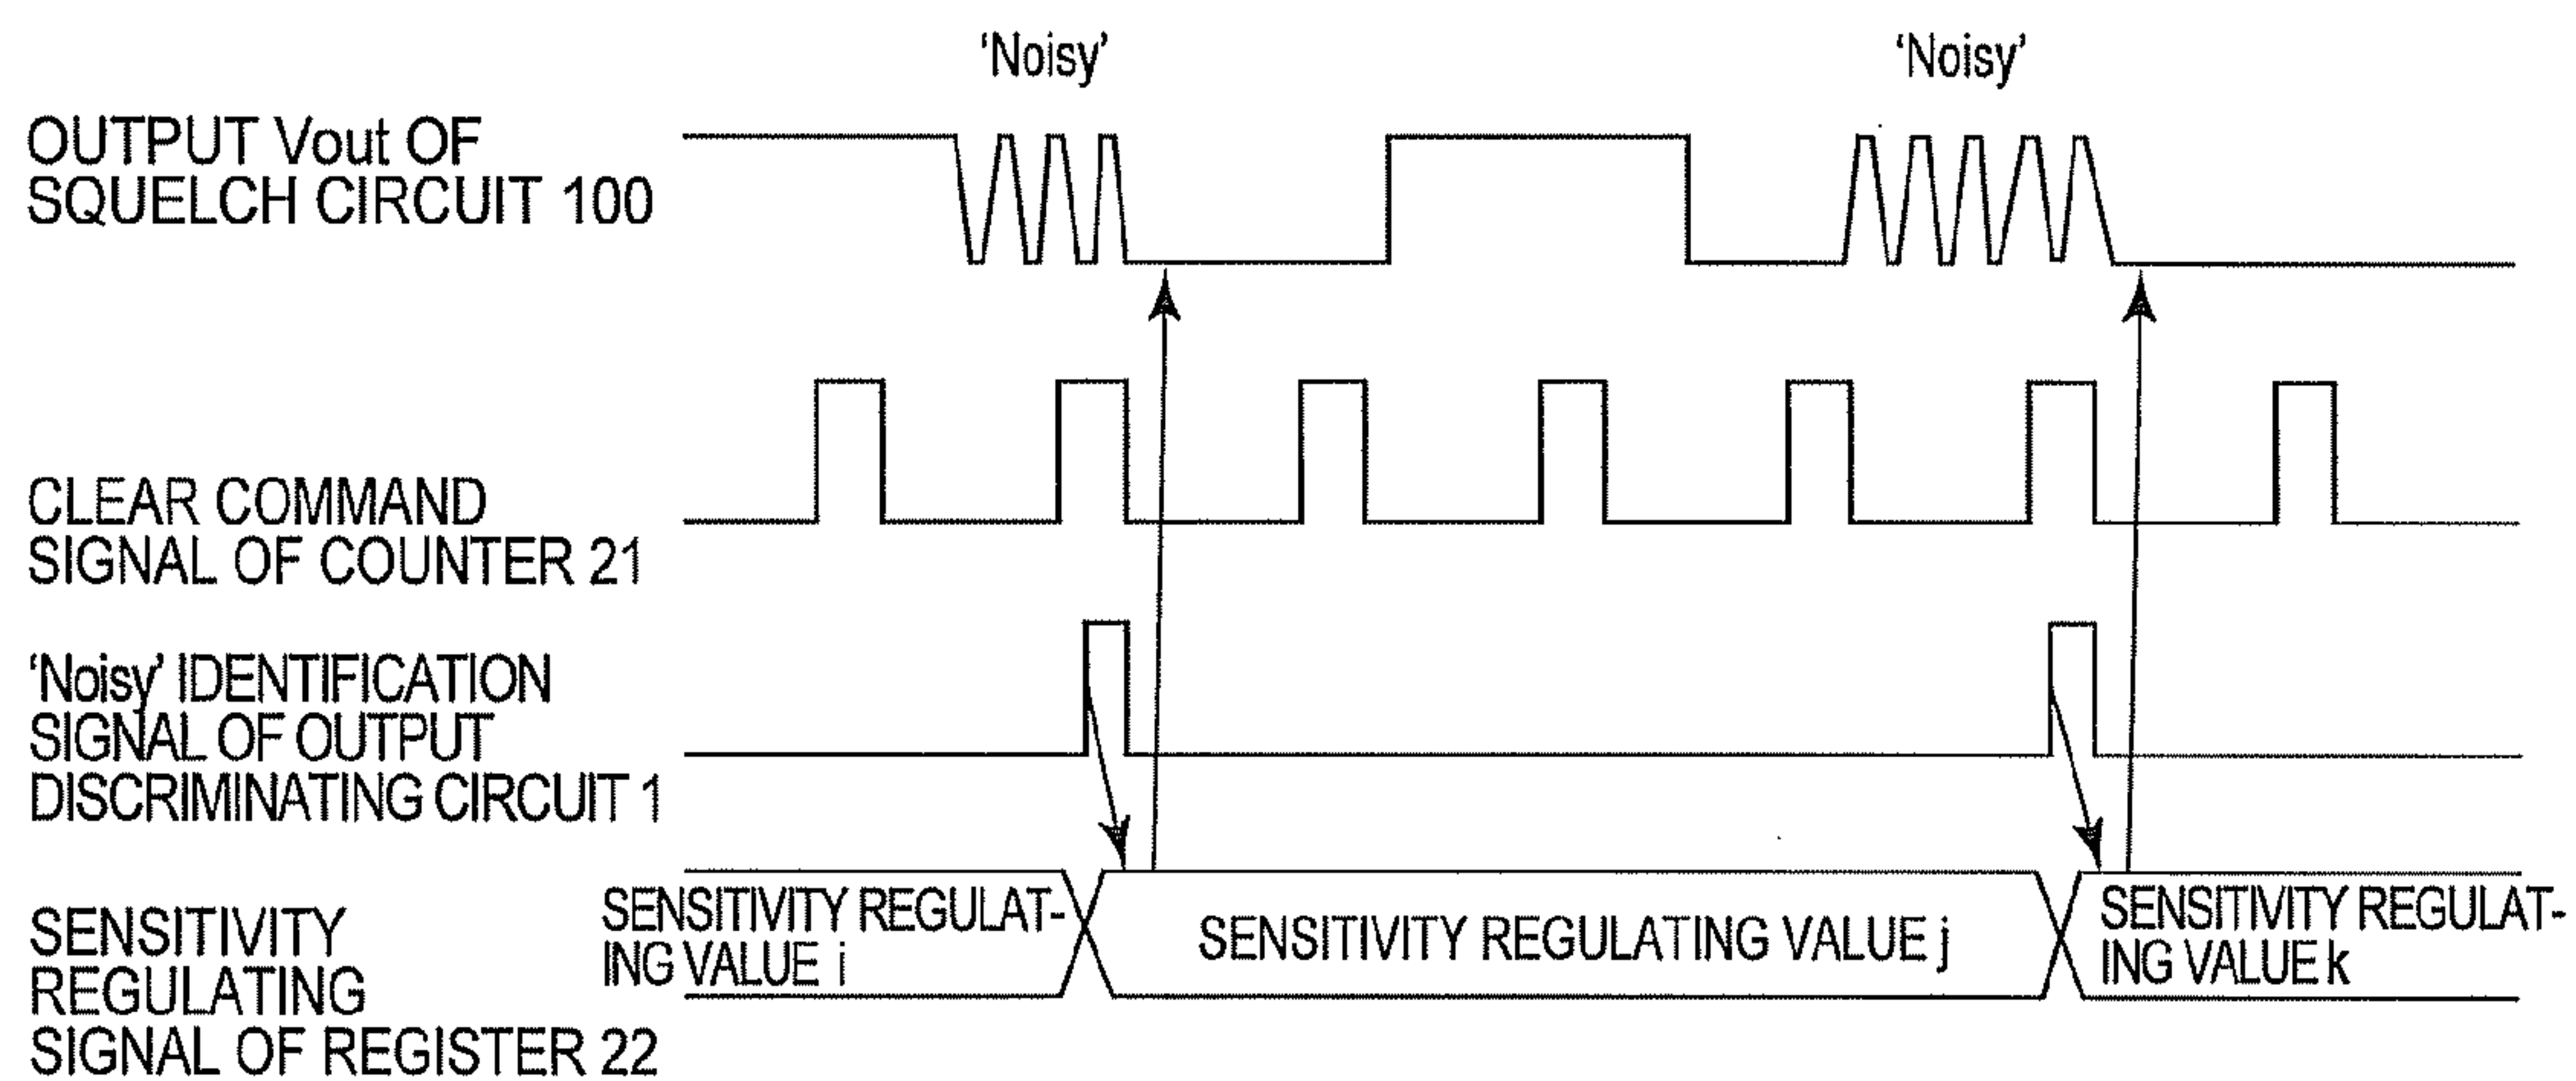 ‘Noisy’
‘Noisy’
OUTPUT Vout OF
SQUELCH CIRCUIT 100
CLEAR COMMAND
SIGNAL OF COUNTER 21
‘Noisy’ IDENTIFICATION
SIGNAL OF OUTPUT
DISCRIMINATING CIRCUIT 1
SENSITIVITY
REGULATING
SIGNAL OF REGISTER 22
SENSITIVITY REGULAT-
ING VALUE i
SENSITIVITY REGULATING VALUE j
SENSITIVITY REGULAT-
ING VALUE k